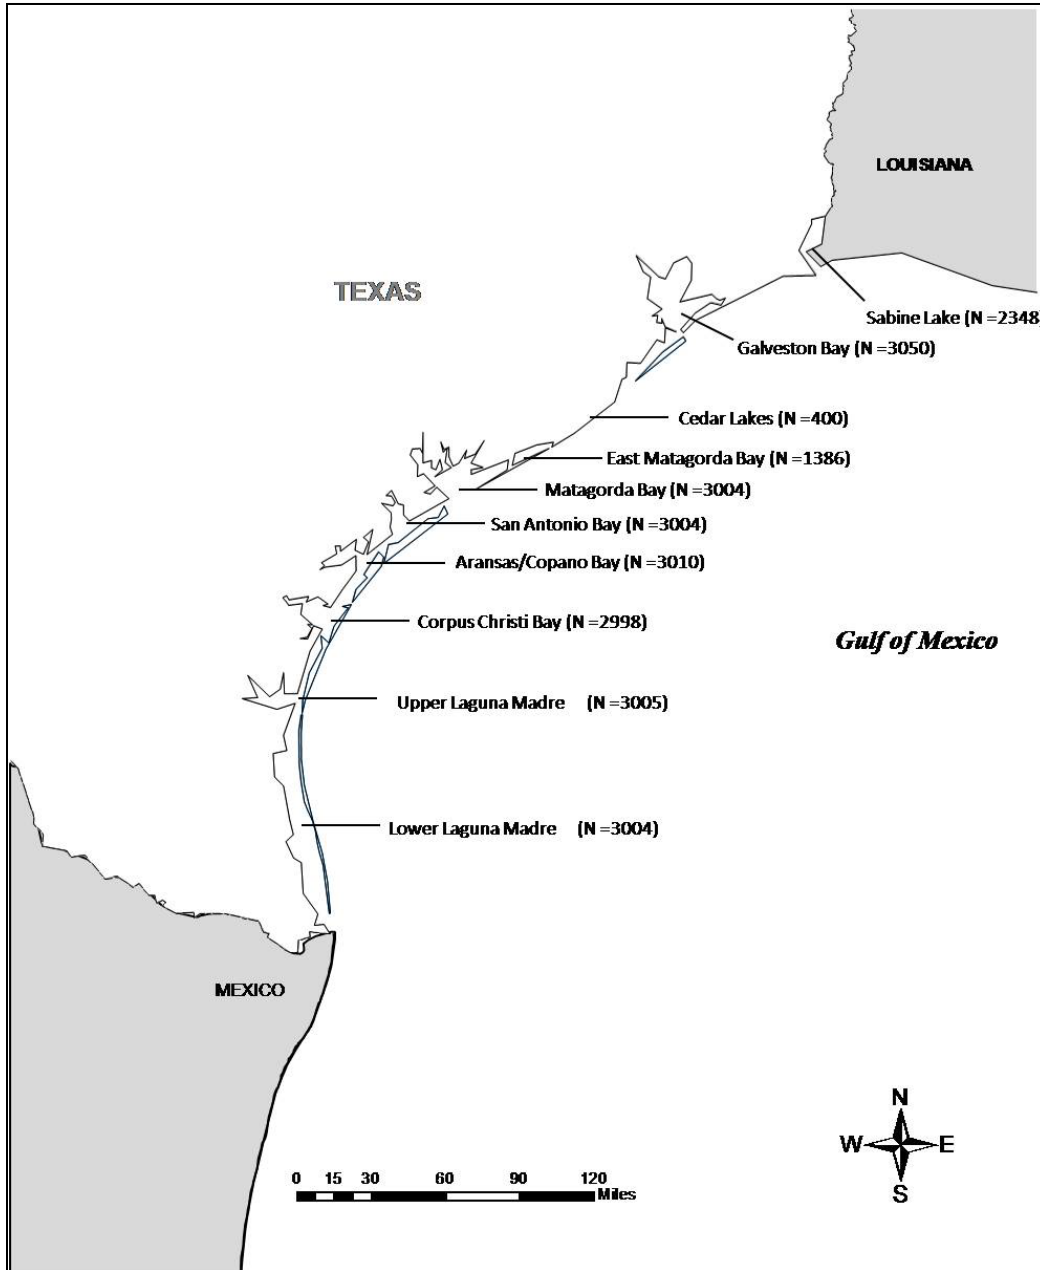 LOUISIANA
TEXAS
Sabine Lake (N =2348)
Galveston Bay (N =3050)
Cedar Lakes (N =400)
East Matagorda Bay (N =1386)
Matagorda Bay (N =3004)
San Antonio Bay (N =3004)
Aransas/Copano Bay (N =3010)
Corpus Christi Bay (N =2998)
Gulf of Mexico
Upper Laguna Madre (N =3005)
Lower Laguna Madre (N =3004)
MEXICO
N
W E
S
0 15 30 60 90 120
Miles